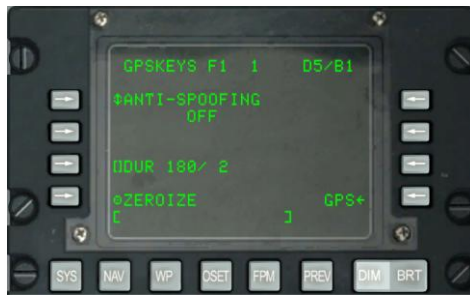 GPSKEYS F1 1 D5/B1
⌽ANTI-SPOOFING
OFF
[]DUR 180/ 2
⊙ZEROIZE GPS←
[ ]
SYS NAV WP OSET FPM PREV DIM BRT